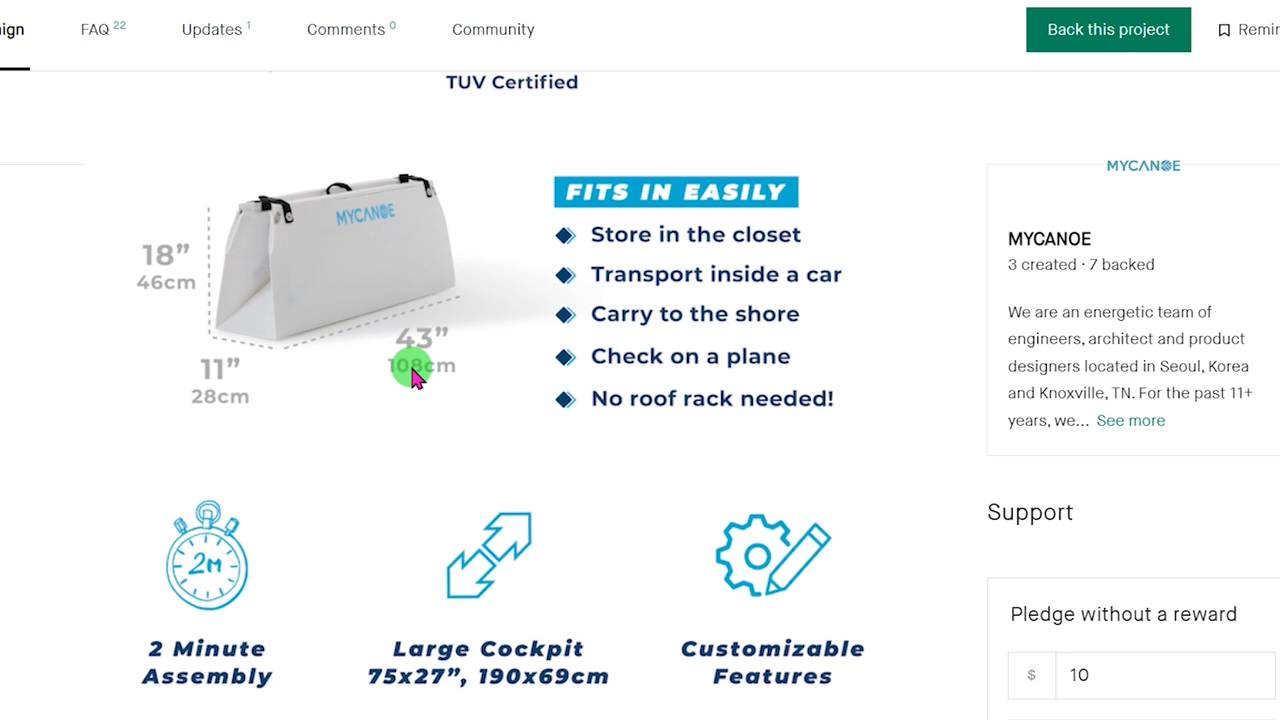 FAQ 22
Updates 1
Comments 0
Community
Back this project
TUV Certified
MYCANOE
18”
46cm
11”
28cm
43”
108cm
FITS IN EASILY
Store in the closet
Transport inside a car
Carry to the shore
Check on a plane
No roof rack needed!
2M
2 Minute
Assembly
Large Cockpit
75x27”, 190x69cm
Customizable
Features
MYCANOE
MYCANOE
3 created · 7 backed
We are an energetic team of
engineers, architect and product
designers located in Seoul, Korea
and Knoxville, TN. For the past 11+
years, we... See more
Support
Pledge without a reward
$ 10